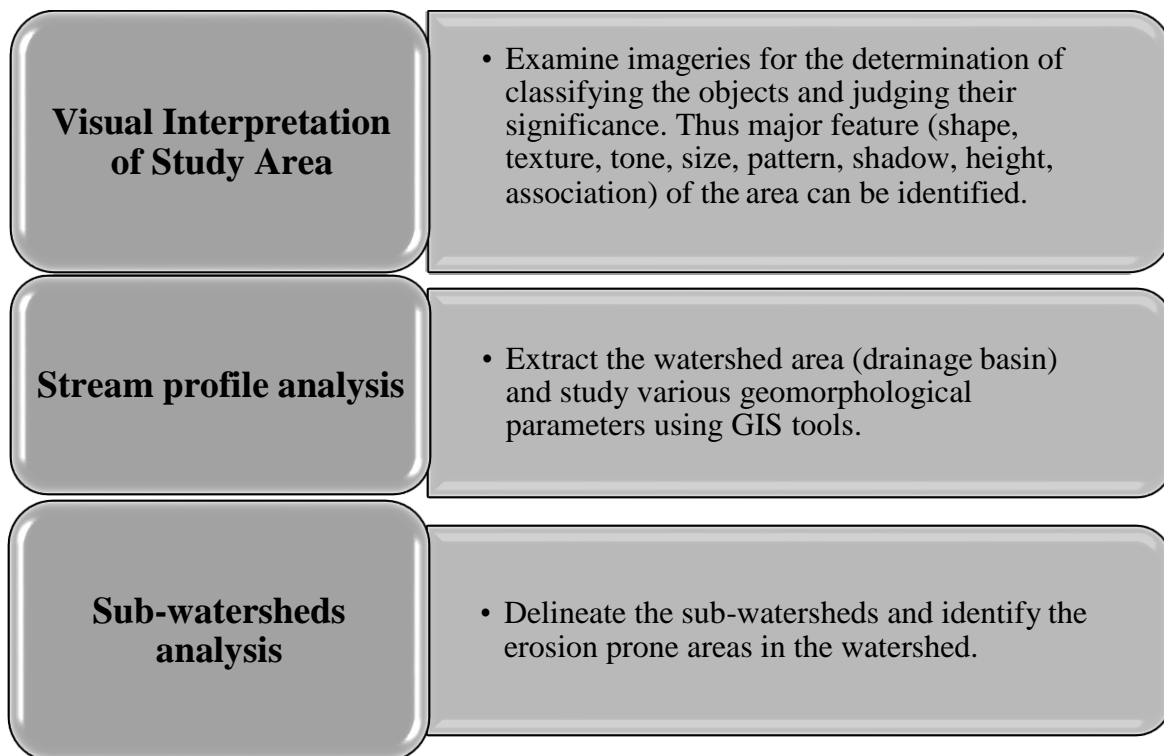 Visual Interpretation
of Study Area
• Examine imageries for the determination of
classifying the objects and judging their
significance. Thus major feature (shape,
texture, tone, size, pattern, shadow, height,
association) of the area can be identified.
Stream profile analysis
• Extract the watershed area (drainage basin)
and study various geomorphological
parameters using GIS tools.
Sub-watersheds
analysis
• Delineate the sub-watersheds and identify the
erosion prone areas in the watershed.